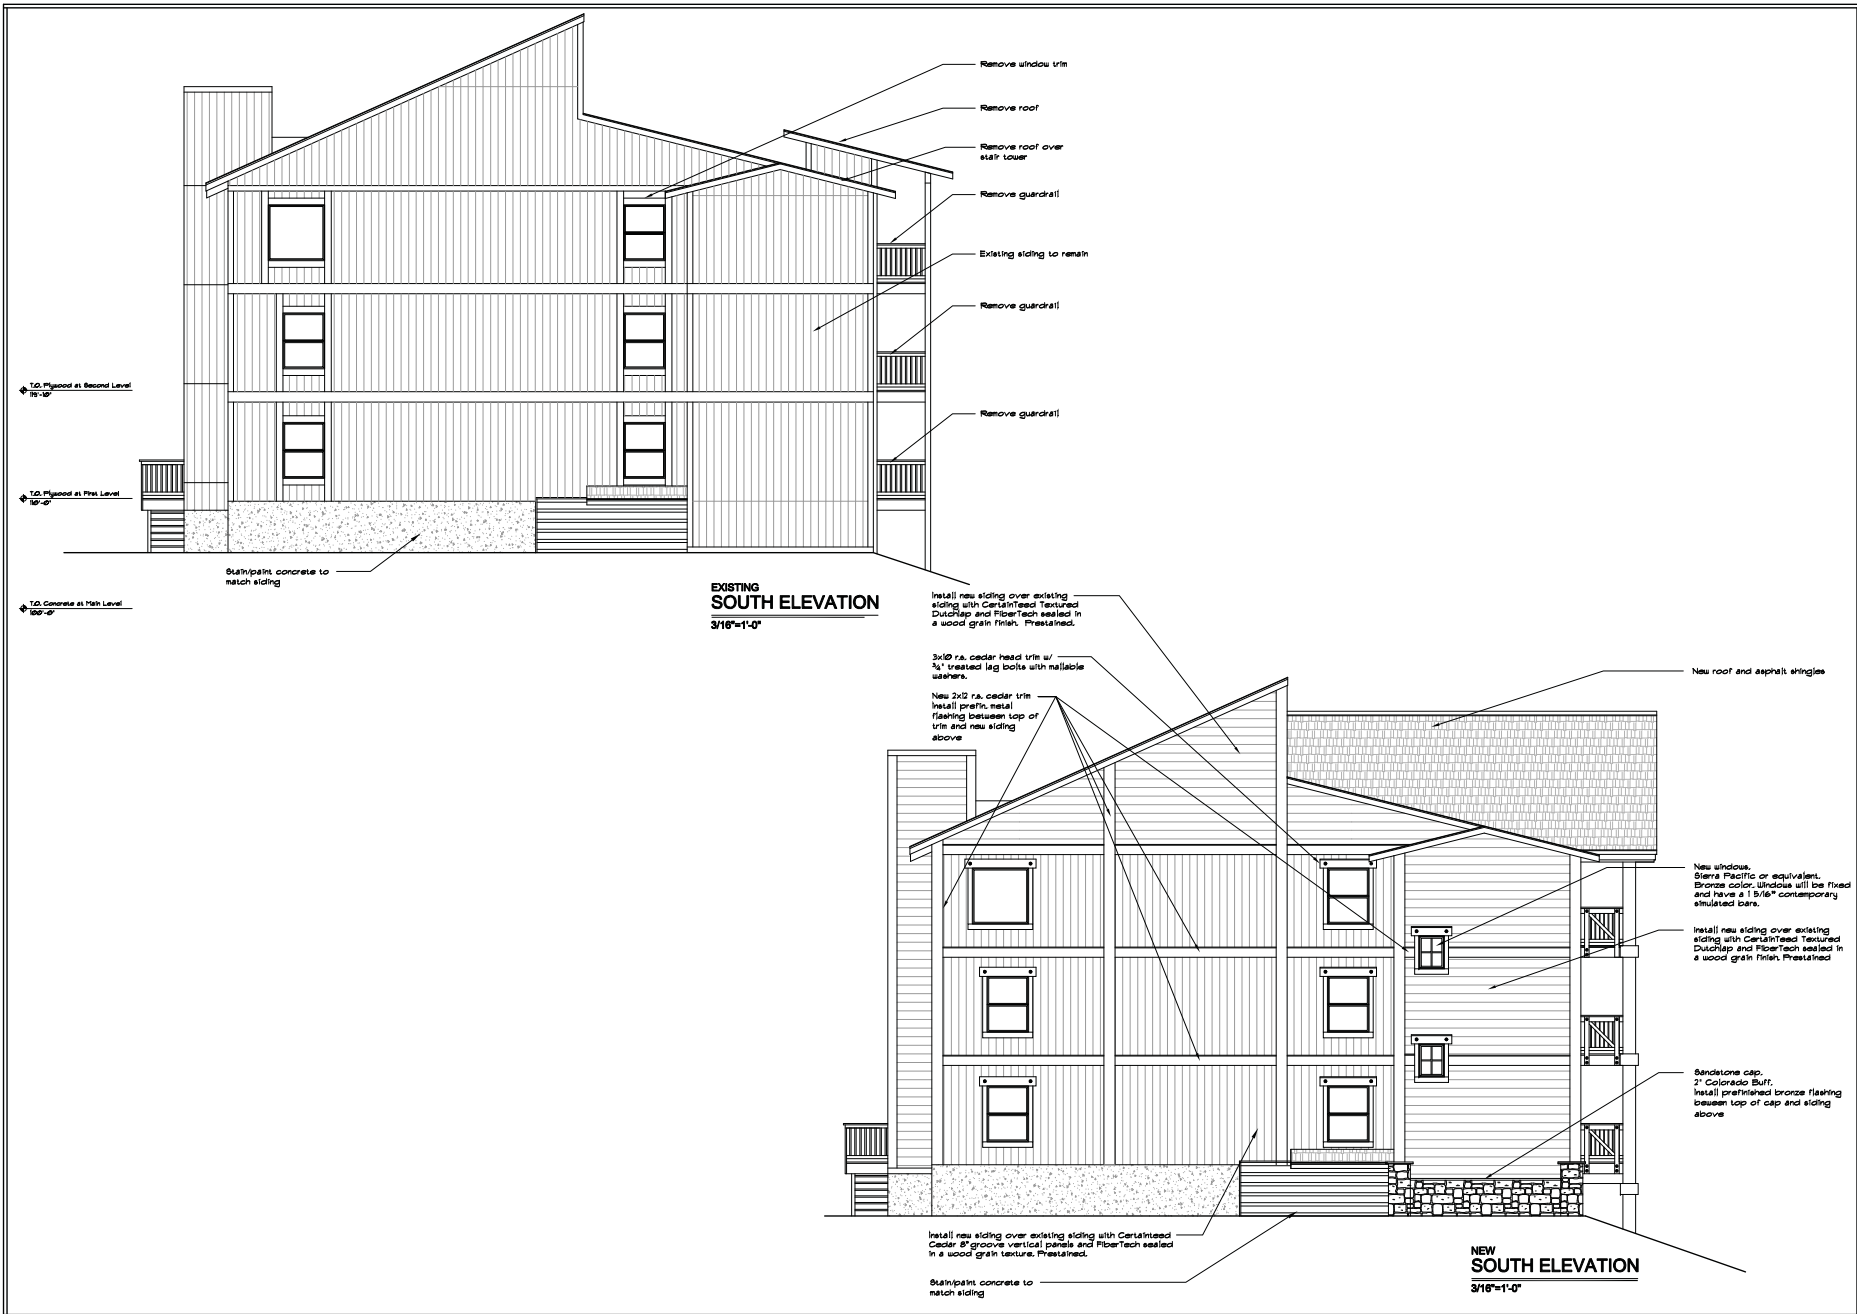 Remove window trim
Remove roof
Remove roof over
stair tower
Remove guardrail
Existing siding to remain
Remove guardrail
T.O. Plywood at Second Level
119'-10"
Remove guardrail
T.O. Plywood at First Level
110'-0"
Stain/paint concrete to
match siding
T.O. Concrete at Main Level
100'-0"
EXISTING
SOUTH ELEVATION
3/16"=1'-0"
Install new siding over existing
siding with CertainTeed Textured
Dutchlap and FiberTech sealed in
a wood grain finish. Prestained.
3x10 r.s. cedar head trim w/
3/4" treated lag bolts with mallable
washers.
New 2x12 r.s. cedar trim
Install prefin. metal
flashing between top of
trim and new siding
above
New roof and asphalt shingles
New windows.
Sierra Pacific or equivalent.
Bronze color. Windows will be fixed
and have a 1 5/16" contemporary
simulated bars.
Install new siding over existing
siding with CertainTeed Textured
Dutchlap and FiberTech sealed in
a wood grain finish. Prestained
Sandstone cap.
2" Colorado Buff.
Install prefinished bronze flashing
beween top of cap and siding
above
Install new siding over existing siding with Certainteed
Cedar 8" groove vertical panels and FiberTech sealed
in a wood grain texture. Prestained.
Stain/paint concrete to
match siding
NEW
SOUTH ELEVATION
3/16"=1'-0"